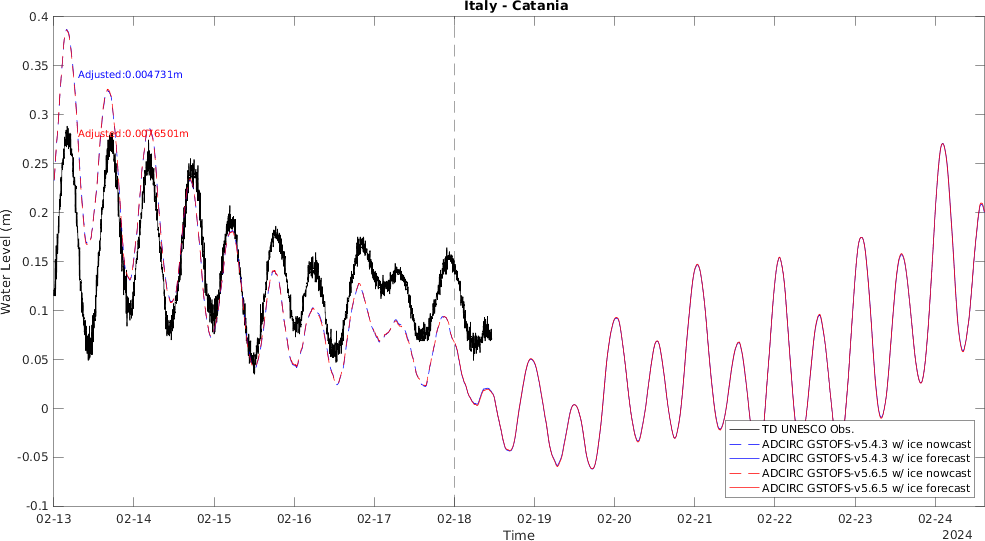 Italy - Catania
0.4
0.35
0.3
0.25
0.2
0.15
0.1
0.05
0
-0.05
-0.1
Water Level (m)
Adjusted:0.004731m
Adjusted:0.0076501m
TD UNESCO Obs.
ADCIRC GSTOFS-v5.4.3 w/ ice nowcast
ADCIRC GSTOFS-v5.4.3 w/ ice forecast
ADCIRC GSTOFS-v5.6.5 w/ ice nowcast
ADCIRC GSTOFS-v5.6.5 w/ ice forecast
02-13 02-14 02-15 02-16 02-17 02-18 02-19 02-20 02-21 02-22 02-23 02-24
Time
2024